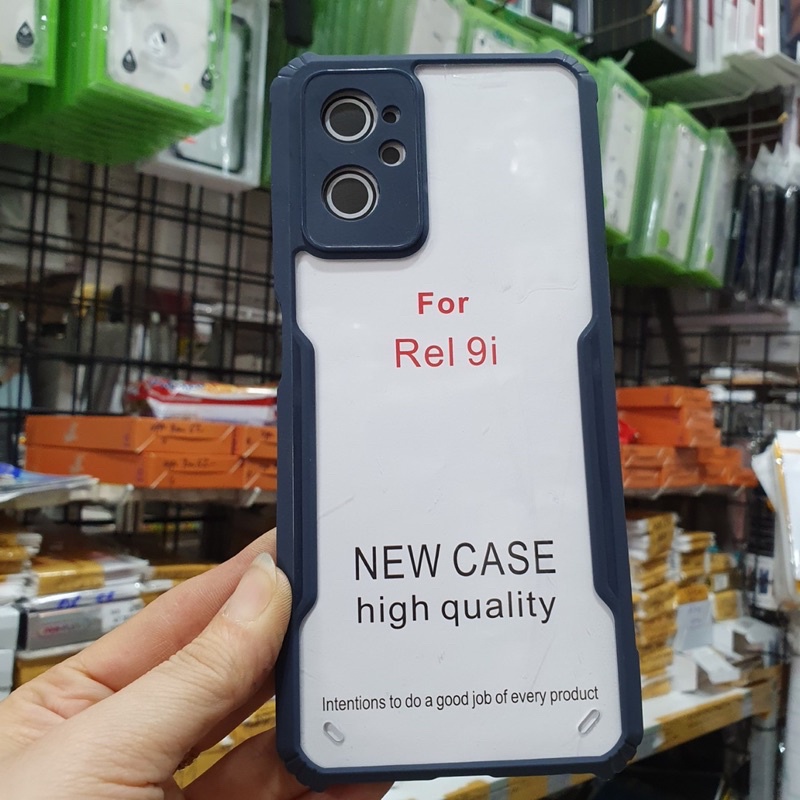 For
Rel 9i
NEW CASE
high quality
Intentions to do a good job of every product